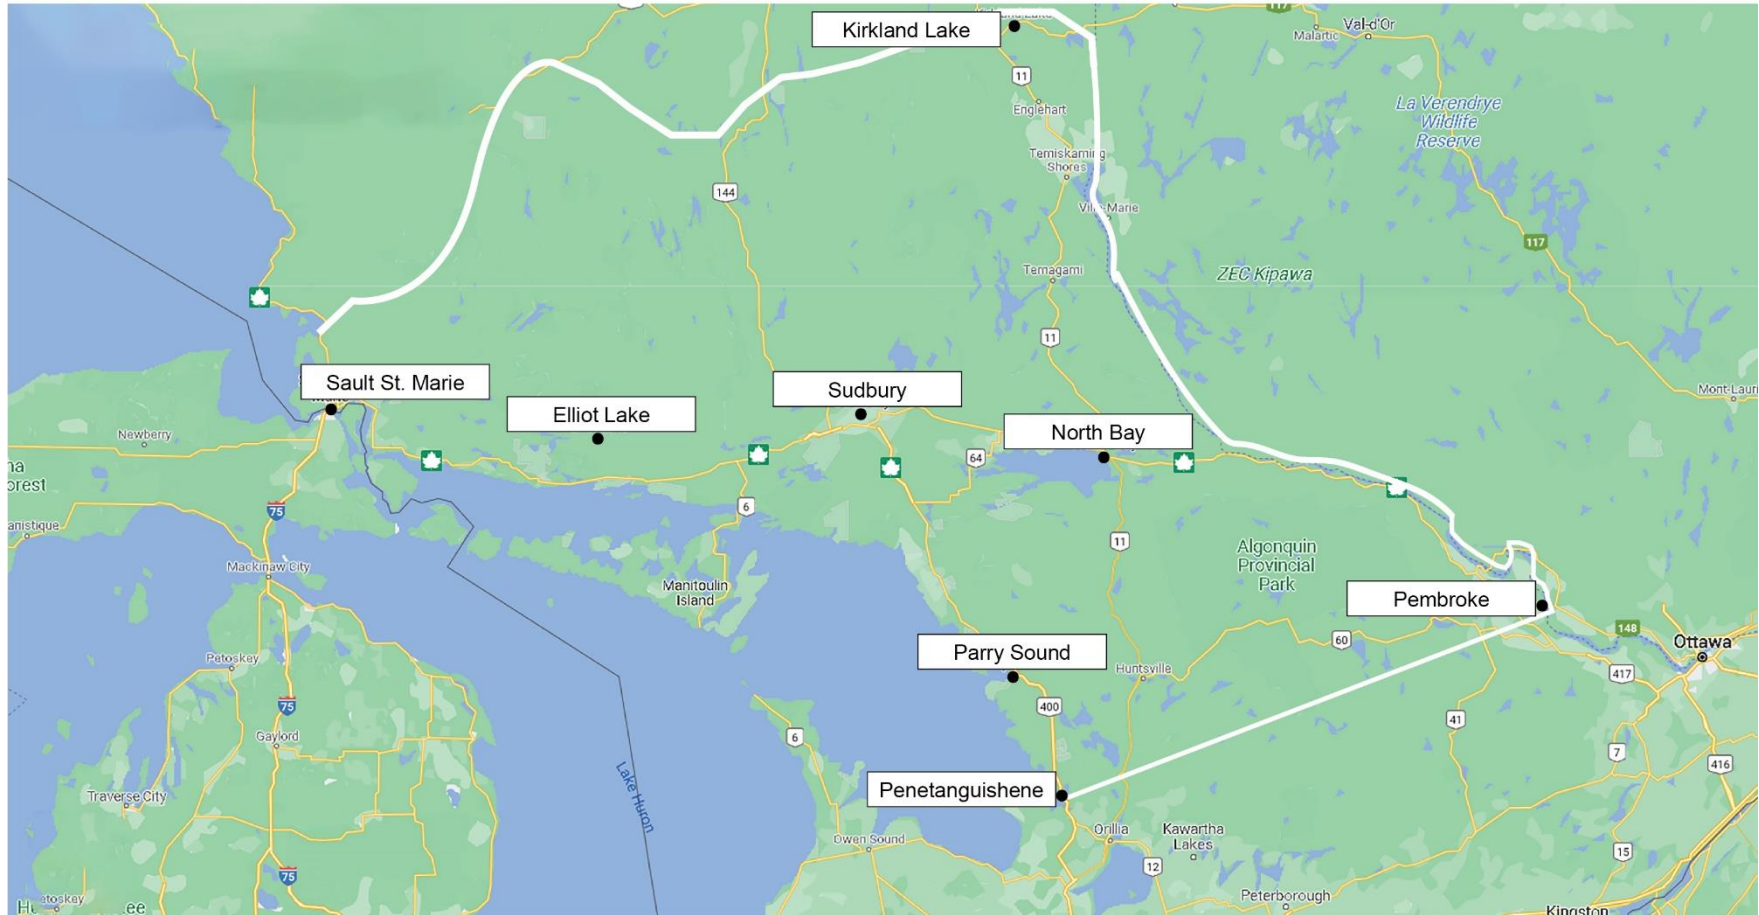 117
Kirkland Lake
Val-d'Or
Malartic
11
Englehart
La Verendrye
Wildlife
Reserve
Temiskaming
Shores
144
Ville-Marie
117
Temagami
ZEC Kipawa
11
Sault St. Marie
Sudbury
Elliot Lake
North Bay
Newberry
64
75
6
11
Algonquin
Provincial
Park
Mackinaw City
Manitoulin
Island
Pembroke
148
60
Ottawa
Parry Sound
Petoskey
Huntsville
417
75
400
41
6
Gaylord
7
416
Lake Huron
Penetanguishene
Traverse City
Orillia
Kawartha
Lakes
Owen Sound
15
12
75
Peterborough
Kingston